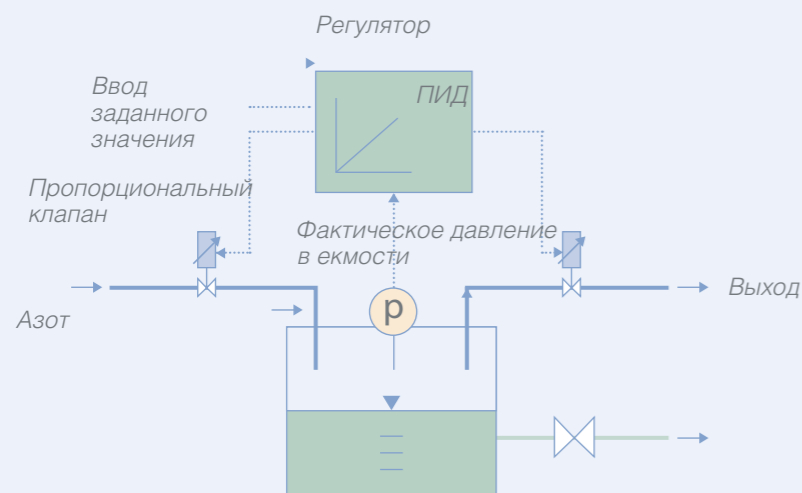 Регулятор
Ввод
заданного
значения
ПИД
Пропорциональный
клапан
Фактическое давление
в екмости
Азот
p
Выход